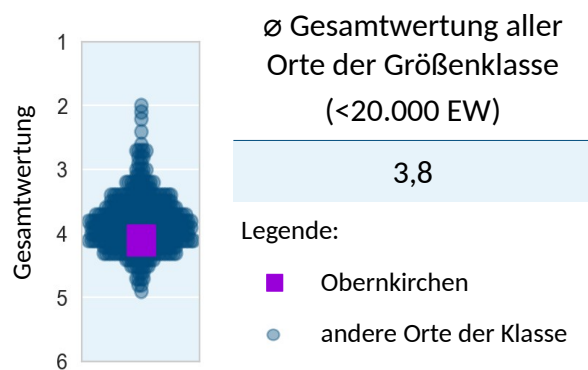 ø Gesamtwertung aller
Orte der Größenklasse
(<20.000 EW)
3,8
Legende:
Obernkirchen
andere Orte der Klasse
Gesamtwertung
1
2
3
4
5
6